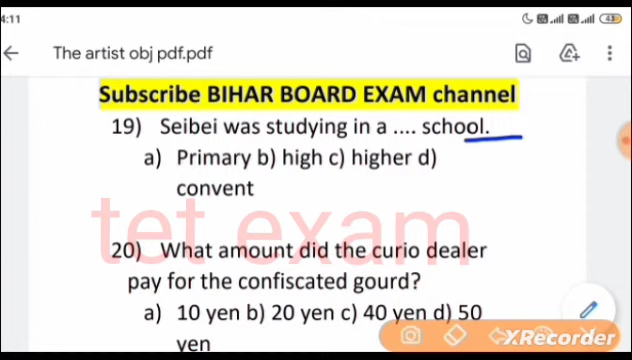 4:11
43
The artist obj pdf.pdf
Subscribe BIHAR BOARD EXAM channel
19) Seibei was studying in a .... school.
a) Primary b) high c) higher d)
convent
tet exam
20) What amount did the curio dealer
pay for the confiscated gourd?
a) 10 yen b) 20 yen c) 40 yen d) 50
yen
XRecorder